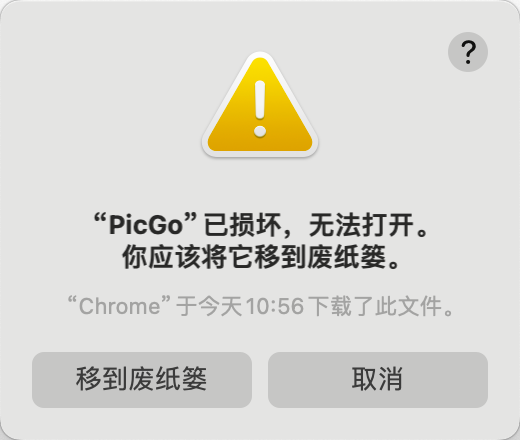 ?
“PicGo”已损坏，无法打开。
你应该将它移到废纸篓。
“Chrome”于今天10:56下载了此文件。
移到废纸篓
取消